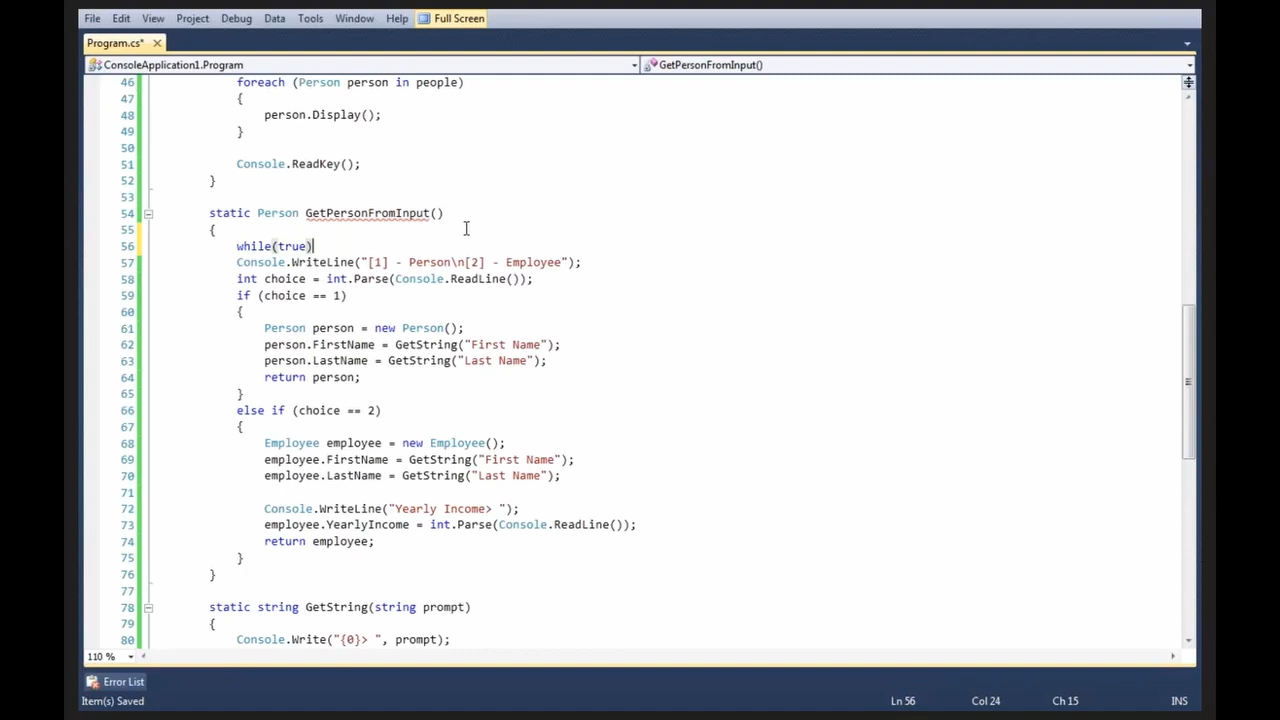 File Edit View Project Debug Data Tools Window Help Full Screen
Program.cs* ×
ConsoleApplication1.Program GetPersonFromInput()
46 foreach (Person person in people)
47 {
48 person.Display();
49 }
50
51 Console.ReadKey();
52 }
53
54 static Person GetPersonFromInput()
55 {
56 while(true)
57 Console.WriteLine("[1] - Person\n[2] - Employee");
58 int choice = int.Parse(Console.ReadLine());
59 if (choice == 1)
60 {
61 Person person = new Person();
62 person.FirstName = GetString("First Name");
63 person.LastName = GetString("Last Name");
64 return person;
65 }
66 else if (choice == 2)
67 {
68 Employee employee = new Employee();
69 employee.FirstName = GetString("First Name");
70 employee.LastName = GetString("Last Name");
71
72 Console.WriteLine("Yearly Income> ");
73 employee.YearlyIncome = int.Parse(Console.ReadLine());
74 return employee;
75 }
76 }
77
78 static string GetString(string prompt)
79 {
80 Console.Write("{0}> ", prompt);
110 %
Error List
Item(s) Saved Ln 56 Col 24 Ch 15 INS